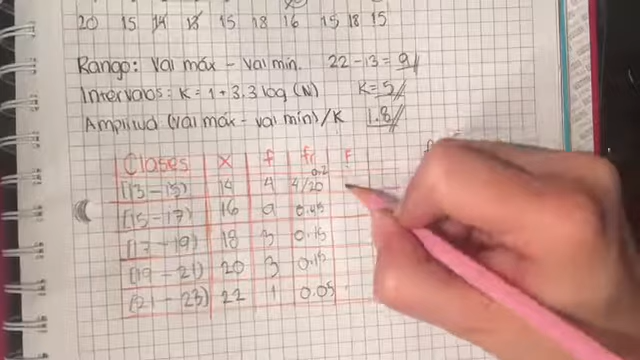 20 15 14 13 15 18 16 15 18 15
Rango: Val máx - Val mín. 22-13=9
Intervalos: K = 1 + 3.3 log (N) K=5
Amplitud (Val máx - Val mín)/K 1.8
Clases x f fr F
[13-15) 14 4 4/20 0.2
[15-17) 16 9 0.45
[17-19) 18 3 0.15
[19-21) 20 3 0.15
[21-23) 22 1 0.05